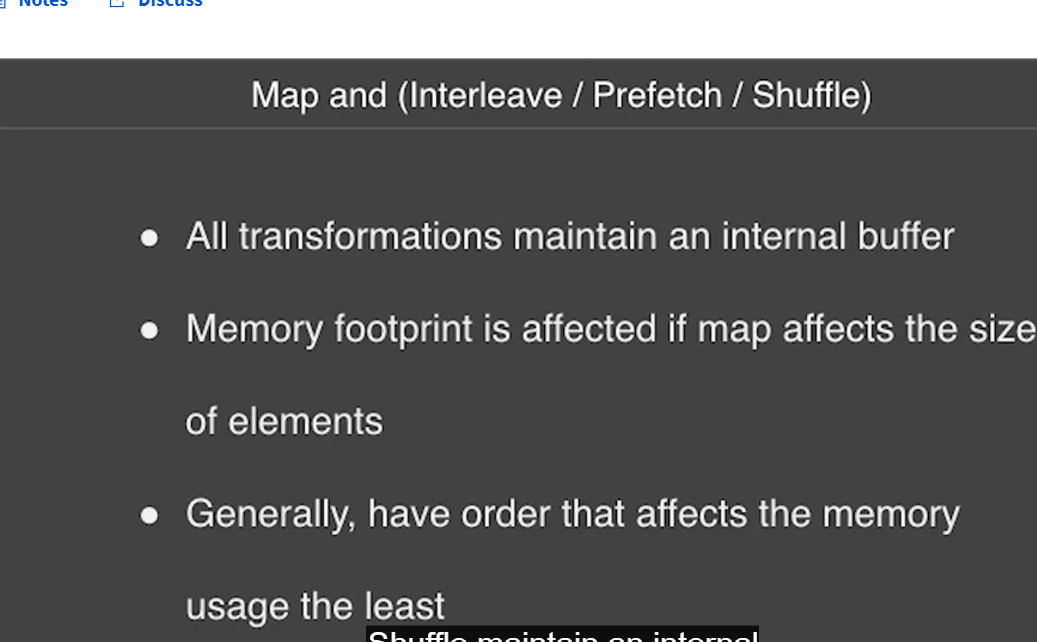 Notes Discuss
Map and (Interleave / Prefetch / Shuffle)
● All transformations maintain an internal buffer
● Memory footprint is affected if map affects the size
of elements
● Generally, have order that affects the memory
usage the least
Shuffle maintain an internal